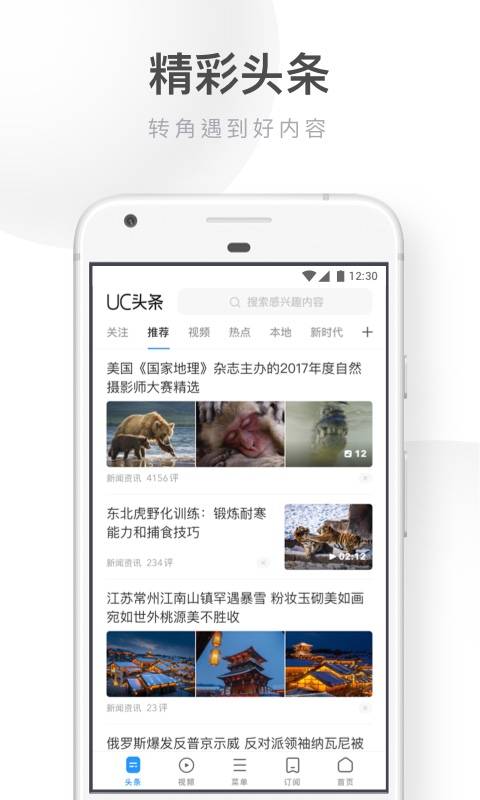 精彩头条
转角遇到好内容
12:30
UC头条
搜索感兴趣内容
关注 推荐 视频 热点 本地 新时代 +
美国《国家地理》杂志主办的2017年度自然
摄影师大赛精选
12
新闻资讯 4156评
东北虎野化训练：锻炼耐寒
能力和捕食技巧
02:12
新闻资讯 234评
江苏常州江南山镇罕遇暴雪 粉妆玉砌美如画
宛如世外桃源美不胜收
新闻资讯 23评
俄罗斯爆发反普京示威 反对派领袖纳瓦尼被
头条 视频 菜单 订阅 首页